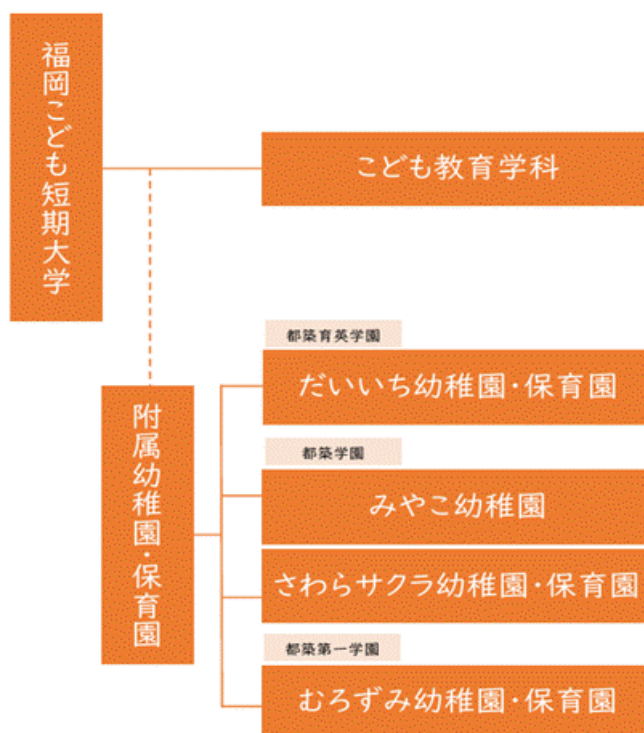 福岡こども短期大学
こども教育学科
附属幼稚園・保育園
都築育英学園
だいいち幼稚園・保育園
都築学園
みやこ幼稚園
さわらサクラ幼稚園・保育園
都築第一学園
むろずみ幼稚園・保育園